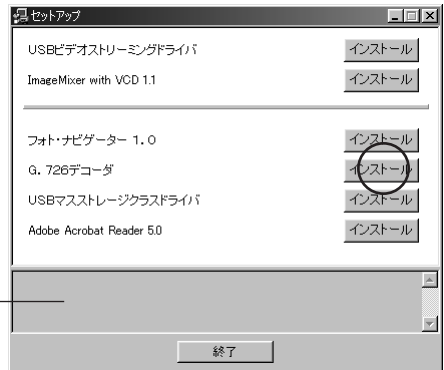 セットアップ
USBビデオストリーミングドライバ インストール
ImageMixer with VCD 1.1 インストール
フォト・ナビゲーター 1.0 インストール
G. 726デコーダ インストール
USBマスストレージクラスドライバ インストール
Adobe Acrobat Reader 5.0 インストール
終了